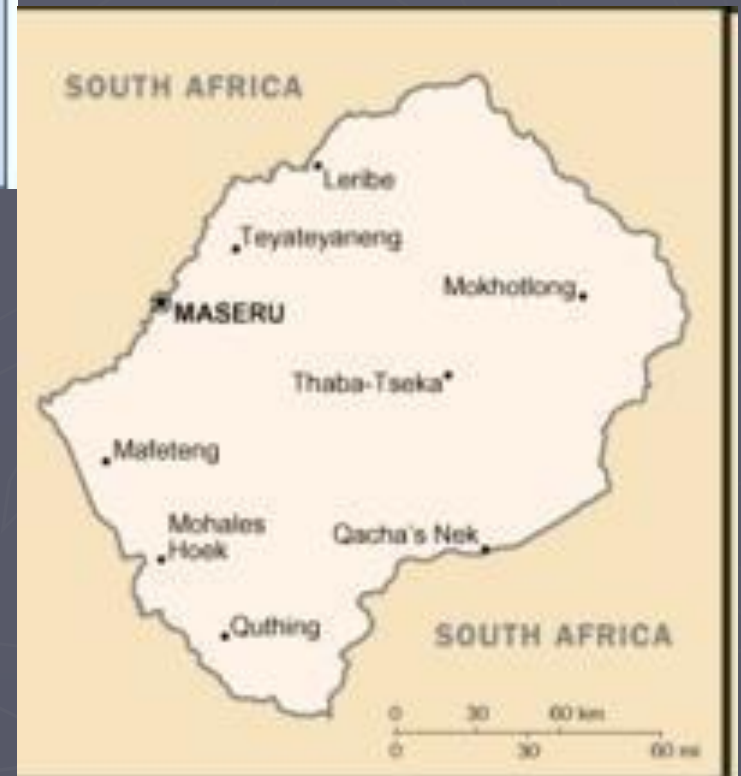 SOUTH AFRICA
Leribe
Teyateyaneng
Mokhotlong
MASERU
Thaba-Tseka
Mafeteng
Mohales
Hoek
Qacha's Nek
Quthing
SOUTH AFRICA
0 30 60 km
0 30 60 mi